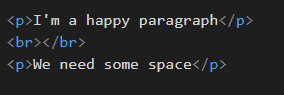 <p>I'm a happy paragraph</p>
<br></br>
<p>We need some space</p>